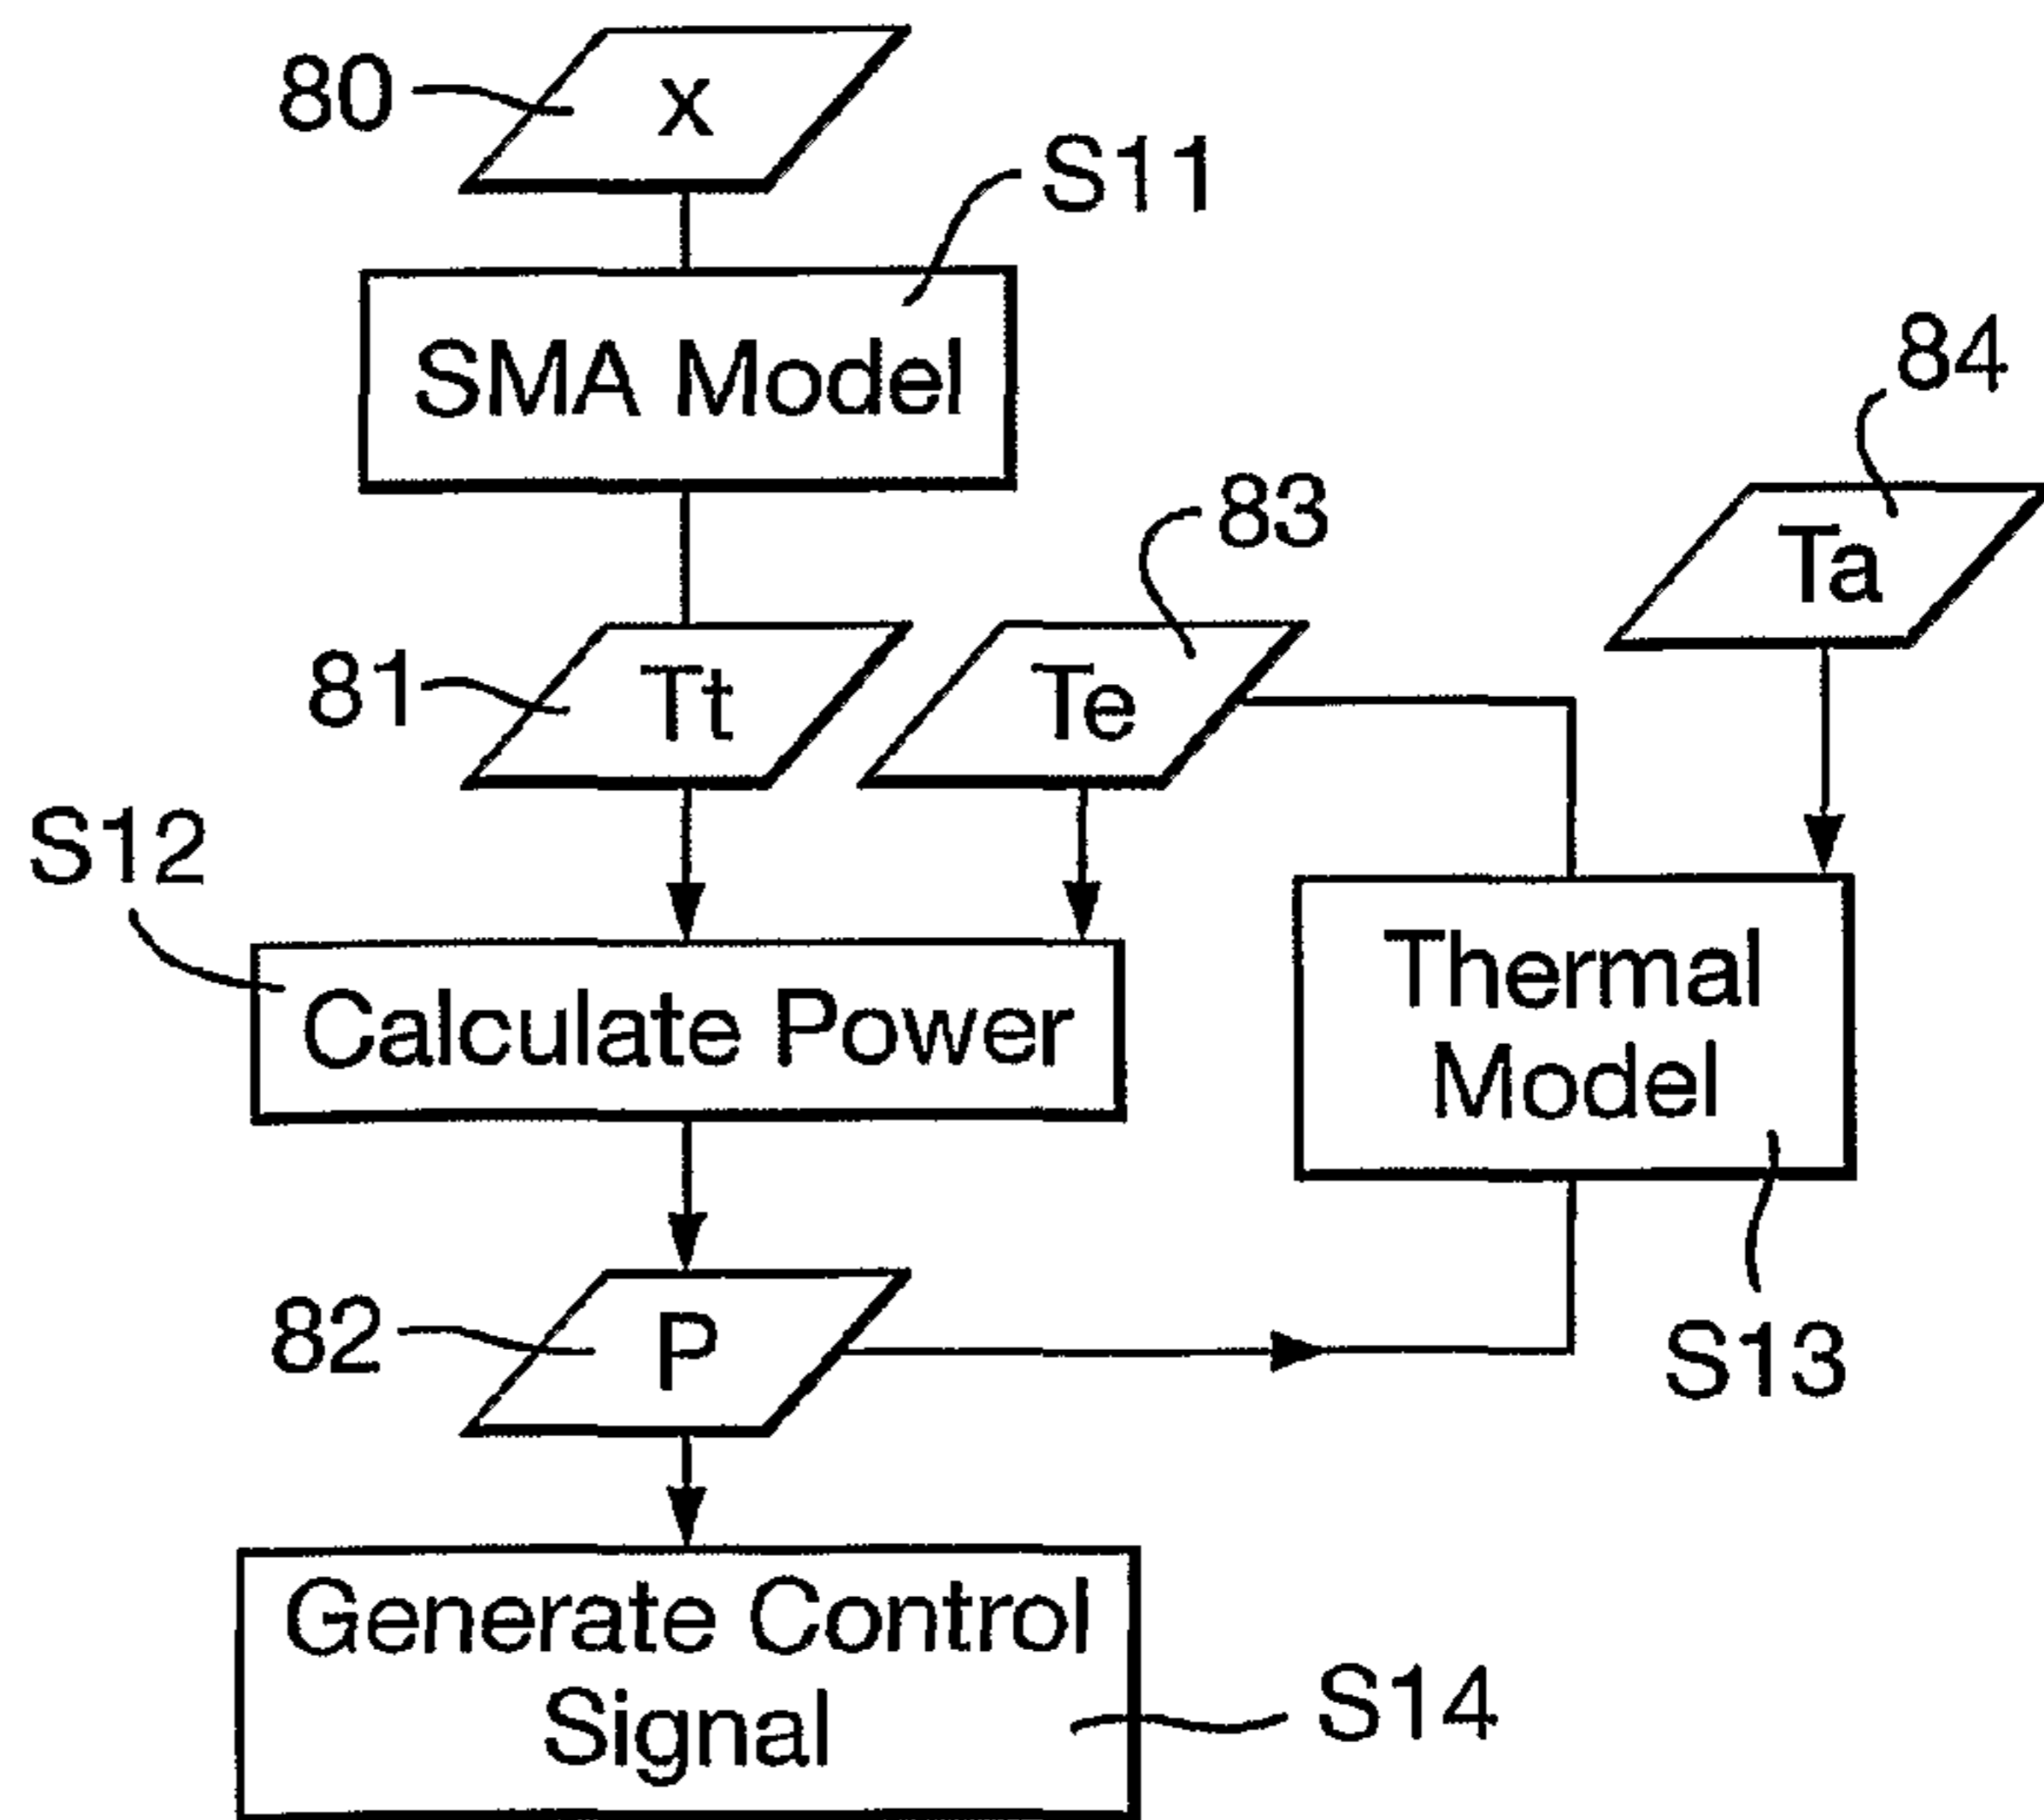 80
x
S11
SMA Model
84
83
Ta
81
Tt
Te
S12
Thermal
Calculate Power
Model
82
P
S13
Generate Control
Signal
S14